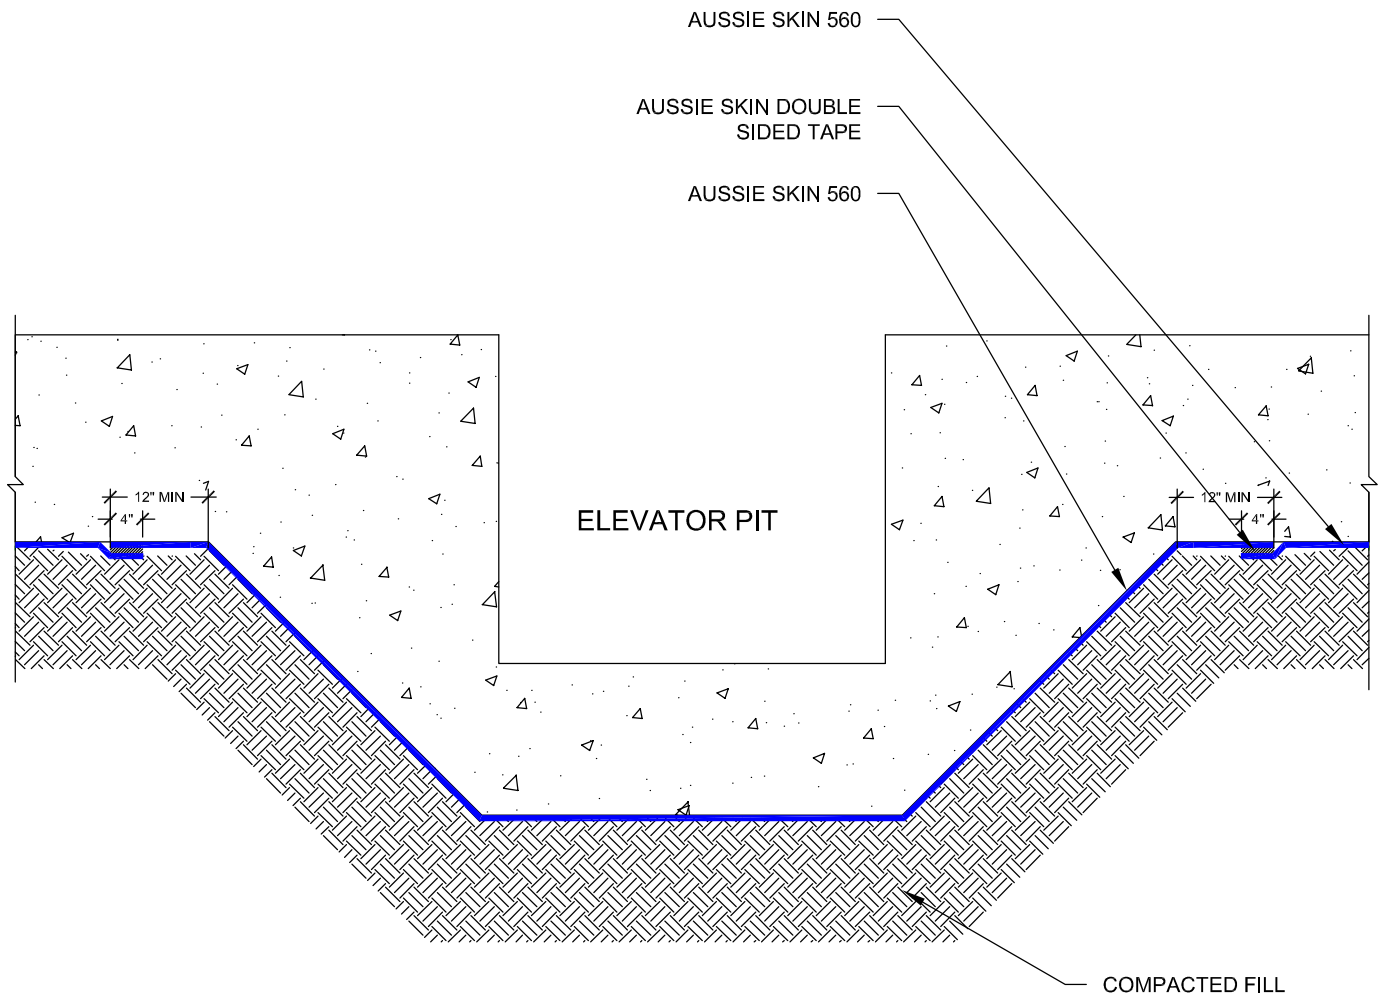 AUSSIE SKIN 560
AUSSIE SKIN DOUBLE
SIDED TAPE
AUSSIE SKIN 560
12" MIN
4"
12" MIN
4"
ELEVATOR PIT
COMPACTED FILL